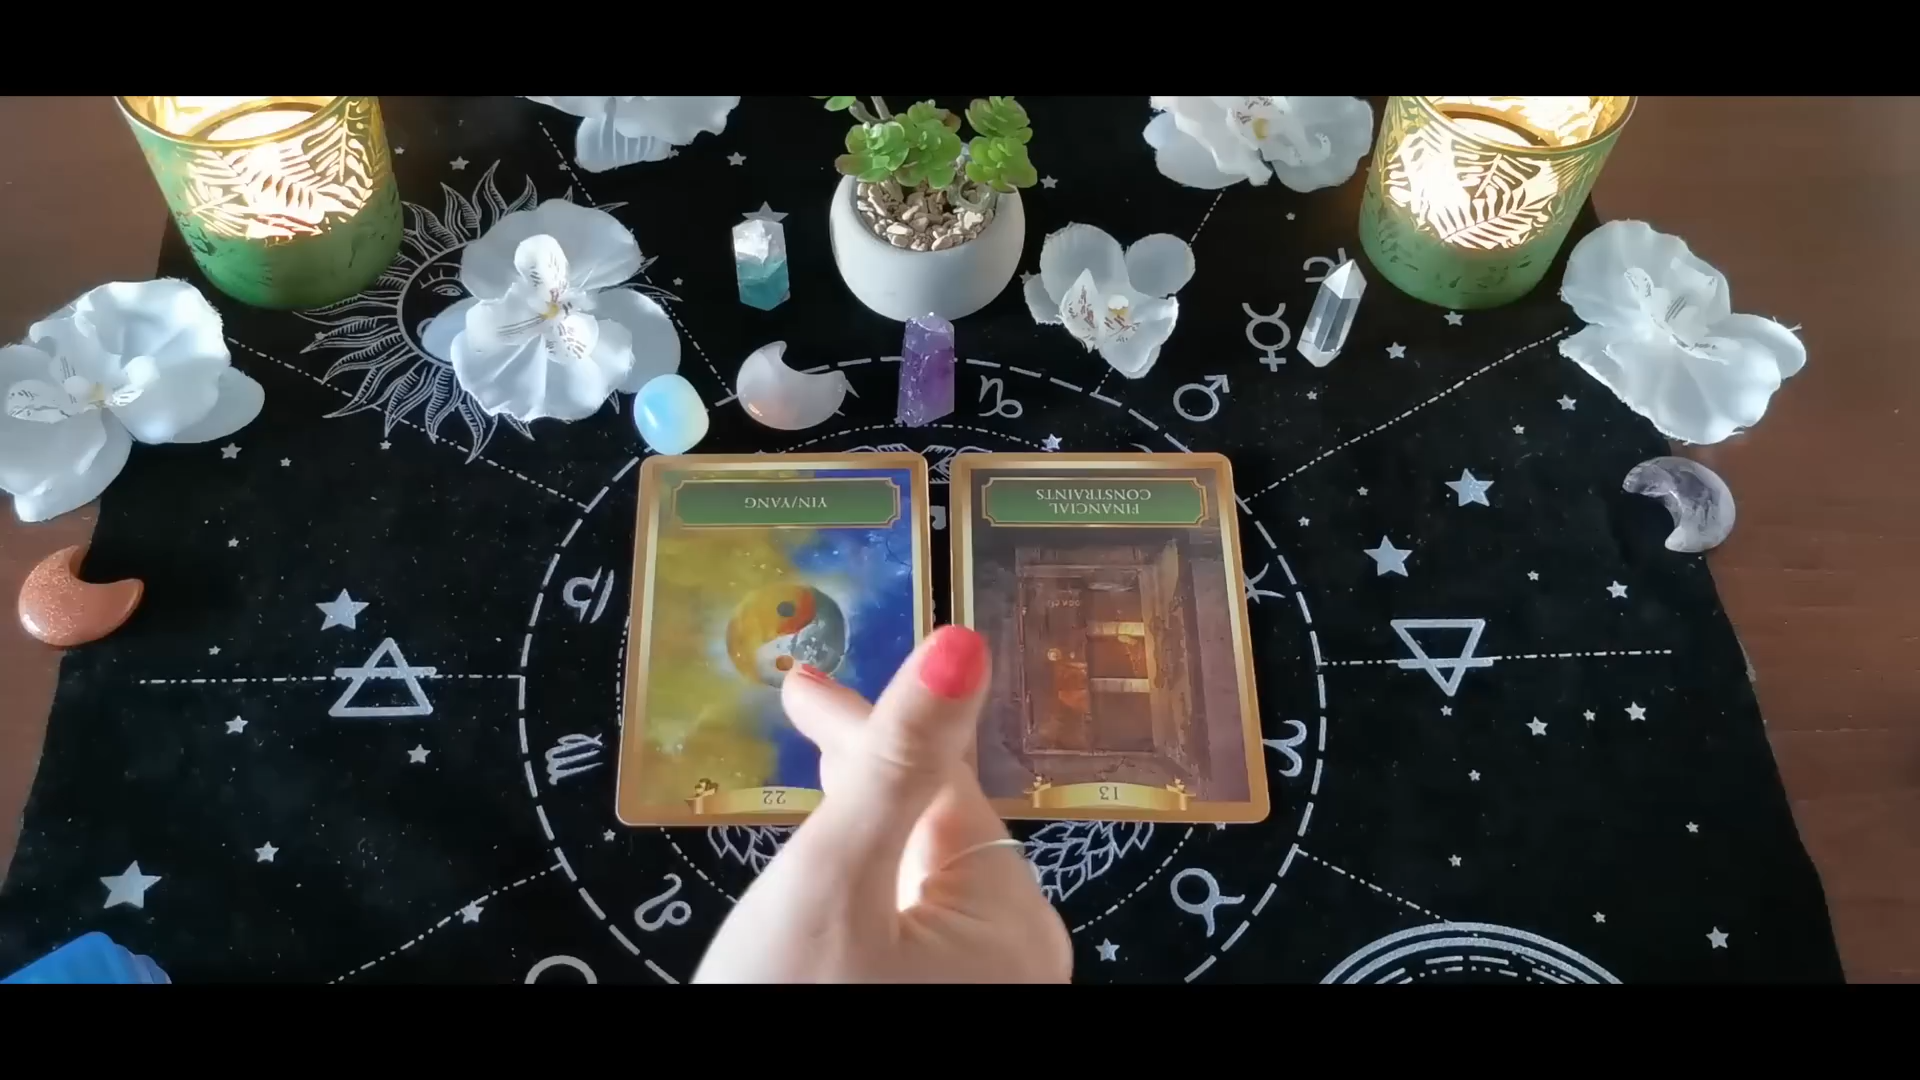 YIN/YANG
22
FINANCIAL
CONSTRAINTS
13